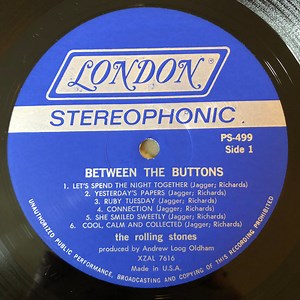 LONDON
STEREOPHONIC
PS-499
Side 1
BETWEEN THE BUTTONS
1. LET'S SPEND THE NIGHT TOGETHER (Jagger; Richards)
2. YESTERDAY'S PAPERS (Jagger; Richards)
3. RUBY TUESDAY (Jagger; Richards)
4. CONNECTION (Jagger; Richards)
5. SHE SMILED SWEETLY (Jagger; Richards)
6. COOL, CALM AND COLLECTED (Jagger; Richards)
the rolling stones
produced by Andrew Loog Oldham
XZAL 7616
Made in U.S.A.
UNAUTHORIZED PUBLIC PERFORMANCE, BROADCASTING AND COPYING OF THIS RECORD PROHIBITED